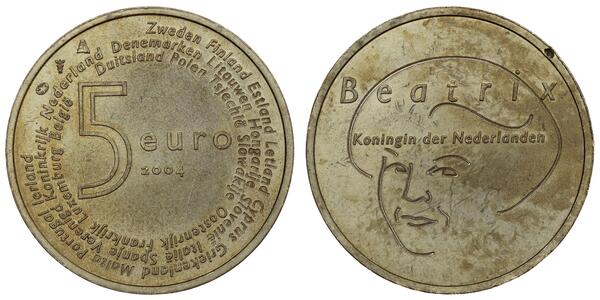 Zweden Finland Estland Letland Cyprus Griekenland Malta Portugal Ierland
Nederland Denemarken Litouwen Hongarije Slovenië Italië Spanje Verenigd Koninkrijk
Duitsland Polen Tsjechië Slowakije Oostenrijk Frankrijk Luxemburg België
5 euro
2004
Beatrix
Koningin der Nederlanden